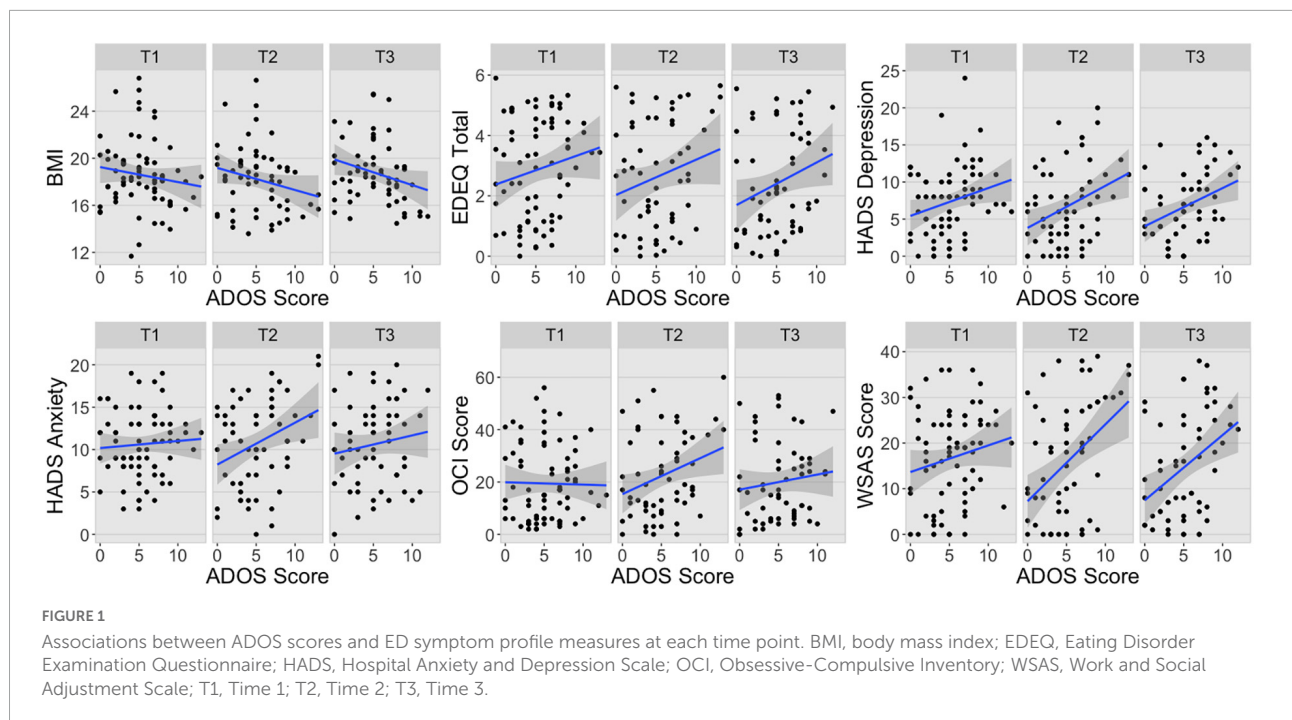 T1 T2 T3
24
20
16
12
BMI
0 5 10 0 5 10 0 5 10
ADOS Score
T1 T2 T3
6
4
2
0
EDEQ Total
0 5 10 0 5 10 0 5 10
ADOS Score
T1 T2 T3
25
20
15
10
5
0
HADS Depression
0 5 10 0 5 10 0 5 10
ADOS Score
T1 T2 T3
20
15
10
5
0
HADS Anxiety
0 5 10 0 5 10 0 5 10
ADOS Score
T1 T2 T3
60
40
20
0
OCI Score
0 5 10 0 5 10 0 5 10
ADOS Score
T1 T2 T3
40
30
20
10
0
WSAS Score
0 5 10 0 5 10 0 5 10
ADOS Score
FIGURE 1
Associations between ADOS scores and ED symptom profile measures at each time point. BMI, body mass index; EDEQ, Eating Disorder
Examination Questionnaire; HADS, Hospital Anxiety and Depression Scale; OCI, Obsessive-Compulsive Inventory; WSAS, Work and Social
Adjustment Scale; T1, Time 1; T2, Time 2; T3, Time 3.